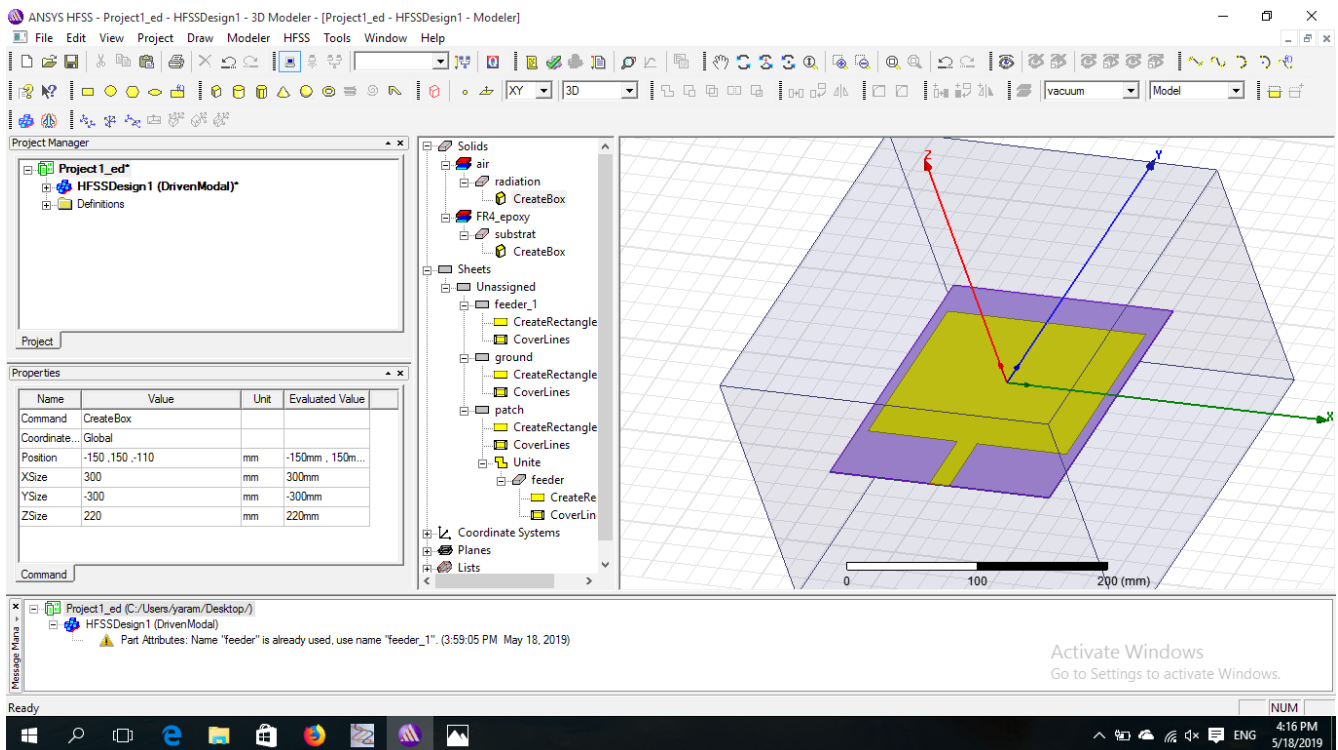 ANSYS HFSS - Project1_ed - HFSSDesign1 - 3D Modeler - [Project1_ed - HFSSDesign1 - Modeler]
File Edit View Project Draw Modeler HFSS Tools Window Help
XY 3D vacuum Model
Project Manager
Project1_ed*
HFSSDesign1 (DrivenModal)*
Definitions
Project
Properties
Name Value Unit Evaluated Value
Command CreateBox
Coordinate... Global
Position -150 ,150 ,-110 mm -150mm , 150m...
XSize 300 mm 300mm
YSize -300 mm -300mm
ZSize 220 mm 220mm
Command
Solids
air
radiation
CreateBox
FR4_epoxy
substrat
CreateBox
Sheets
Unassigned
feeder_1
CreateRectangle
CoverLines
ground
CreateRectangle
CoverLines
patch
CreateRectangle
CoverLines
Unite
feeder
CreateRe
CoverLin
Coordinate Systems
Planes
Lists
Z
Y
X
0 100 200 (mm)
Message Mana
Project1_ed (C:/Users/yaram/Desktop/)
HFSSDesign1 (DrivenModal)
Part Attributes: Name "feeder" is already used, use name "feeder_1". (3:59:05 PM May 18, 2019)
Activate Windows
Go to Settings to activate Windows.
Ready NUM
ENG
4:16 PM
5/18/2019